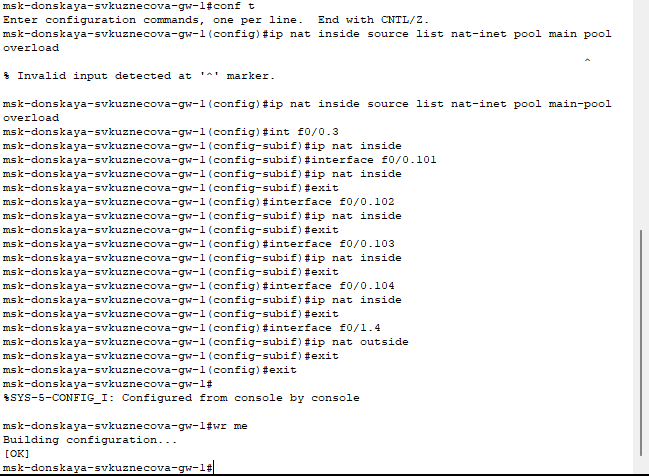 msk-donskaya-svkuznecova-gw-1#conf t
Enter configuration commands, one per line.  End with CNTL/Z.
msk-donskaya-svkuznecova-gw-1(config)#ip nat inside source list nat-inet pool main pool
overload
^
% Invalid input detected at '^' marker.
msk-donskaya-svkuznecova-gw-1(config)#ip nat inside source list nat-inet pool main-pool
overload
msk-donskaya-svkuznecova-gw-1(config)#int f0/0.3
msk-donskaya-svkuznecova-gw-1(config-subif)#ip nat inside
msk-donskaya-svkuznecova-gw-1(config-subif)#interface f0/0.101
msk-donskaya-svkuznecova-gw-1(config-subif)#ip nat inside
msk-donskaya-svkuznecova-gw-1(config-subif)#exit
msk-donskaya-svkuznecova-gw-1(config)#interface f0/0.102
msk-donskaya-svkuznecova-gw-1(config-subif)#ip nat inside
msk-donskaya-svkuznecova-gw-1(config-subif)#exit
msk-donskaya-svkuznecova-gw-1(config)#interface f0/0.103
msk-donskaya-svkuznecova-gw-1(config-subif)#ip nat inside
msk-donskaya-svkuznecova-gw-1(config-subif)#exit
msk-donskaya-svkuznecova-gw-1(config)#interface f0/0.104
msk-donskaya-svkuznecova-gw-1(config-subif)#ip nat inside
msk-donskaya-svkuznecova-gw-1(config-subif)#exit
msk-donskaya-svkuznecova-gw-1(config)#interface f0/1.4
msk-donskaya-svkuznecova-gw-1(config-subif)#ip nat outside
msk-donskaya-svkuznecova-gw-1(config-subif)#exit
msk-donskaya-svkuznecova-gw-1(config)#exit
msk-donskaya-svkuznecova-gw-1#
%SYS-5-CONFIG_I: Configured from console by console
msk-donskaya-svkuznecova-gw-1#wr me
Building configuration...
[OK]
msk-donskaya-svkuznecova-gw-1#